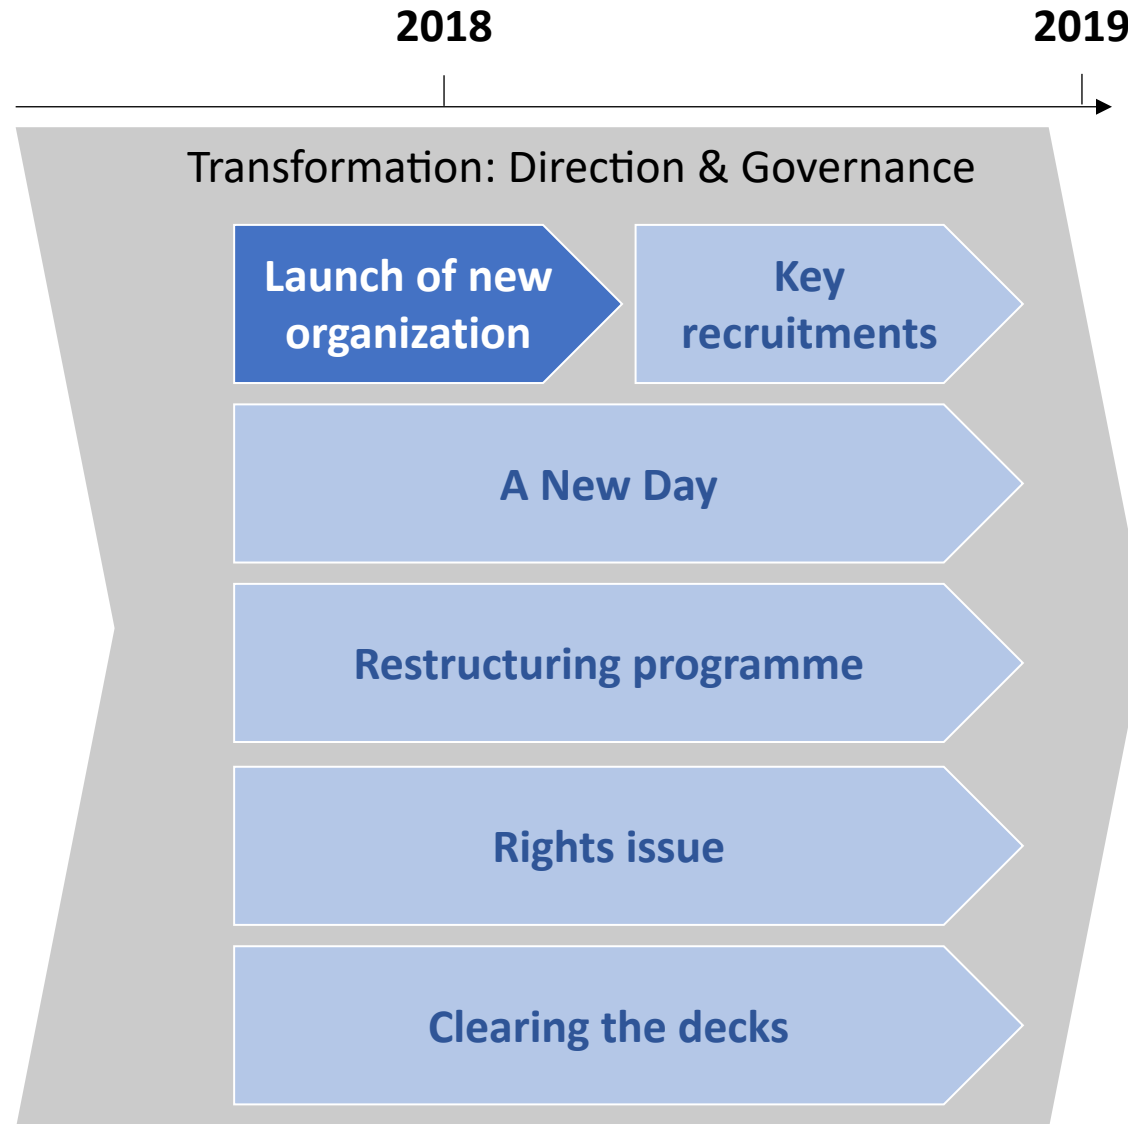 2018
2019
Transformation: Direction & Governance
Launch of new
organization
Key
recruitments
A New Day
Restructuring programme
Rights issue
Clearing the decks